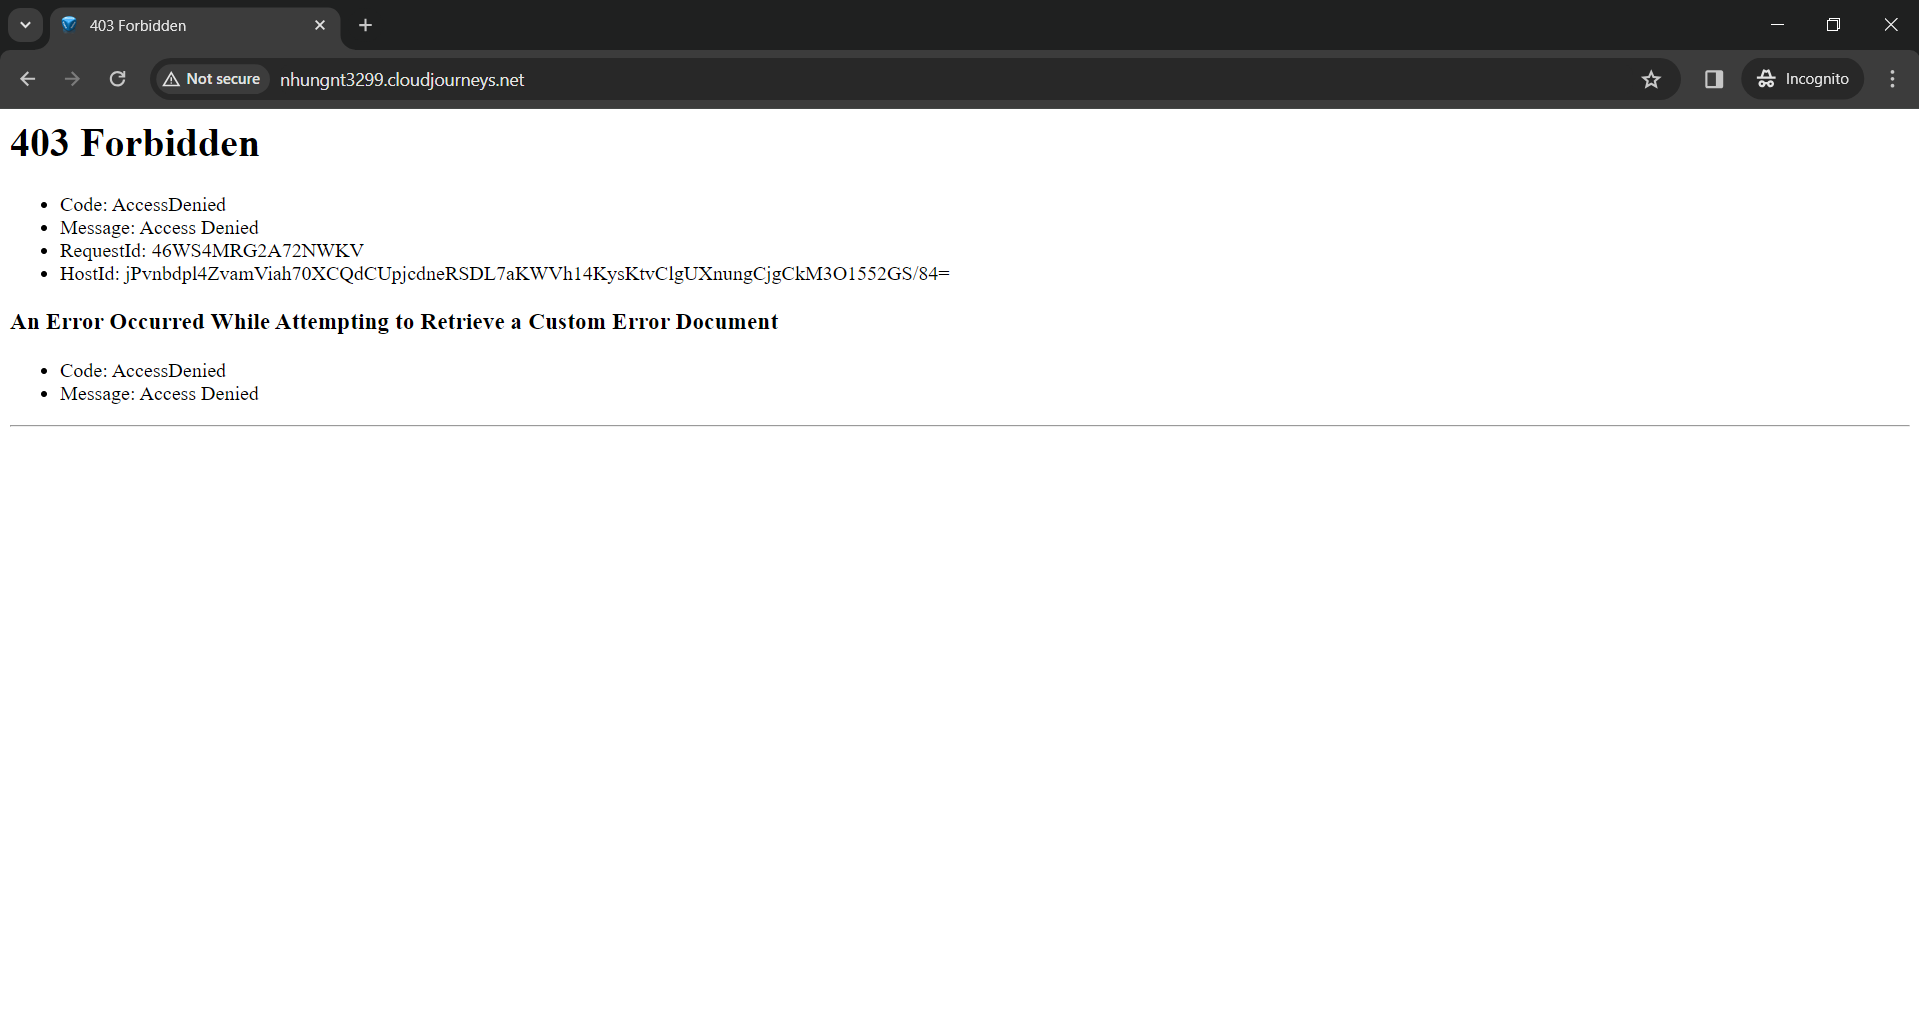 403 Forbidden
Not secure
nhungnt3299.cloudjourneys.net
Incognito
403 Forbidden
Code: AccessDenied
Message: Access Denied
RequestId: 46WS4MRG2A72NWKV
HostId: jPvnbdpl4ZvamViah70XCQdCUpjcdneRSDL7aKWVh14KysKtvClgUXnungCjgCkM3O1552GS/84=
An Error Occurred While Attempting to Retrieve a Custom Error Document
Code: AccessDenied
Message: Access Denied